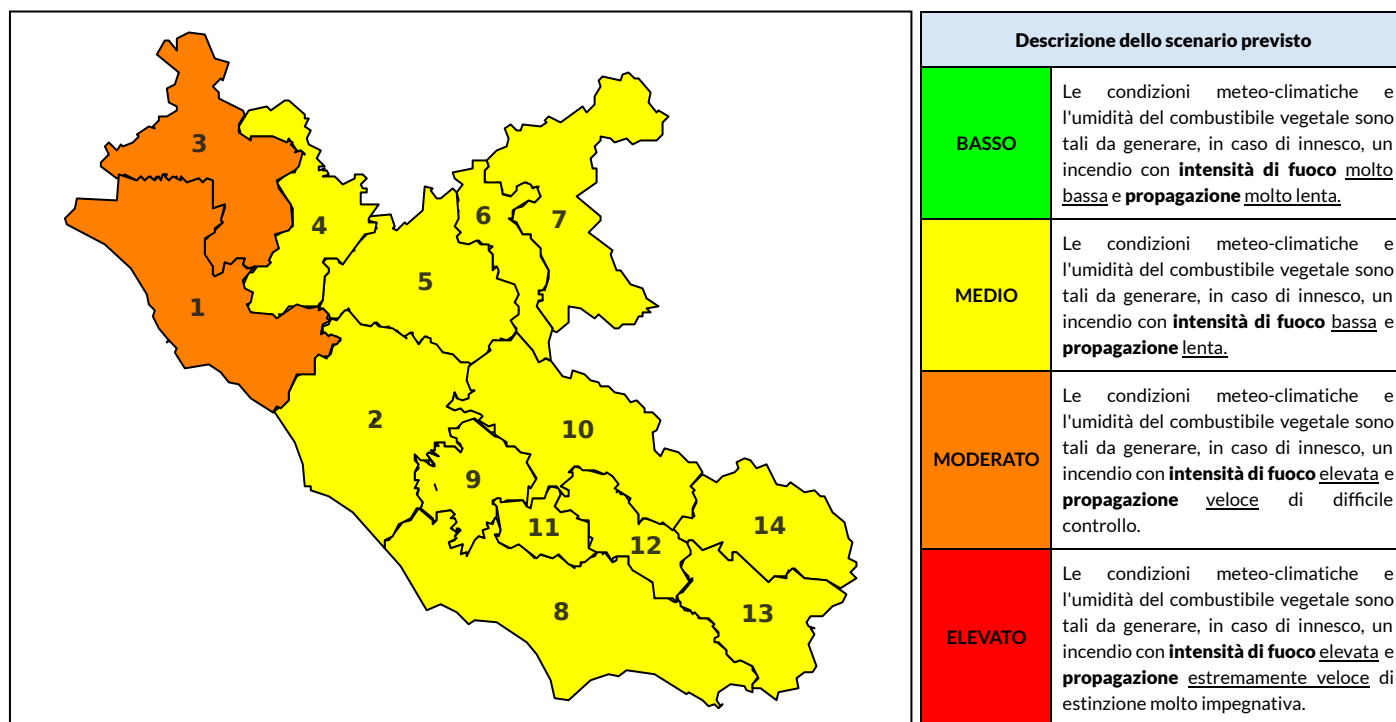 3
4
6
7
5
1
2
10
9
11
14
12
8
13
Descrizione dello scenario previsto
BASSO
Le condizioni meteo-climatiche e
l'umidità del combustibile vegetale sono
tali da generare, in caso di innesco, un
incendio con intensità di fuoco molto
bassa e propagazione molto lenta.
MEDIO
Le condizioni meteo-climatiche e
l'umidità del combustibile vegetale sono
tali da generare, in caso di innesco, un
incendio con intensità di fuoco bassa e
propagazione lenta.
MODERATO
Le condizioni meteo-climatiche e
l'umidità del combustibile vegetale sono
tali da generare, in caso di innesco, un
incendio con intensità di fuoco elevata e
propagazione veloce di difficile
controllo.
ELEVATO
Le condizioni meteo-climatiche e
l'umidità del combustibile vegetale sono
tali da generare, in caso di innesco, un
incendio con intensità di fuoco elevata e
propagazione estremamente veloce di
estinzione molto impegnativa.